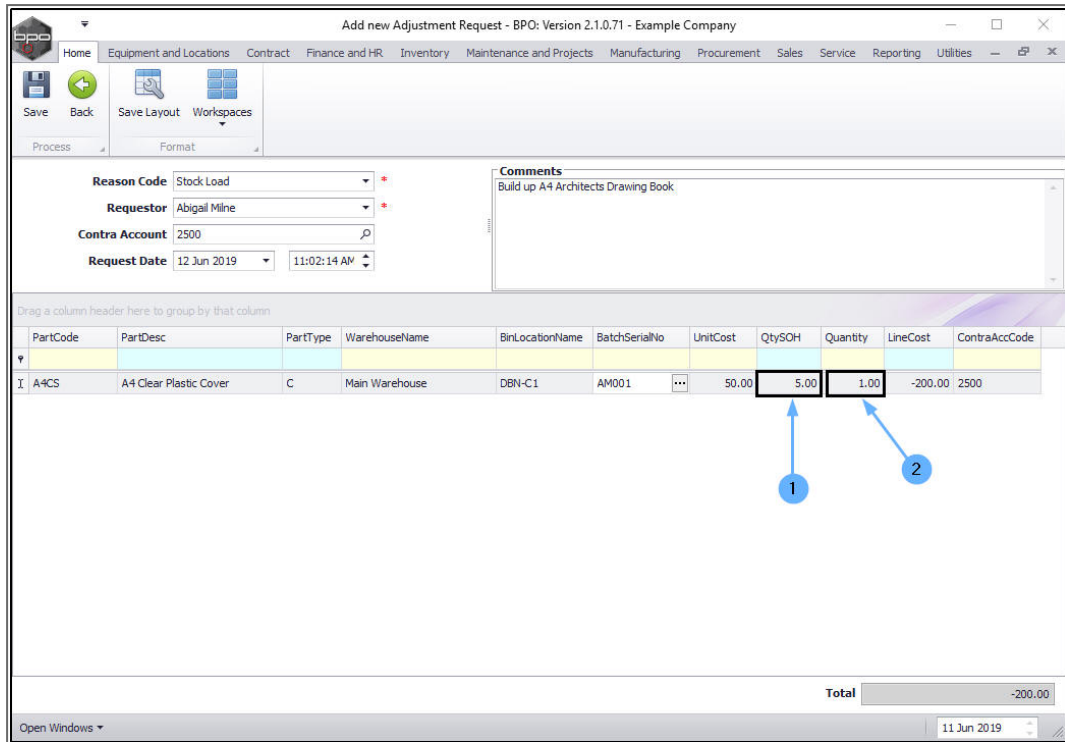 bpo
Add new Adjustment Request - BPO: Version 2.1.0.71 - Example Company
Home Equipment and Locations Contract Finance and HR Inventory Maintenance and Projects Manufacturing Procurement Sales Service Reporting Utilities
Save Back Save Layout Workspaces
Process Format
Reason Code Stock Load *
Requestor Abigail Milne *
Contra Account 2500
Request Date 12 Jun 2019 11:02:14 AM
Comments
Build up A4 Architects Drawing Book
Drag a column header here to group by that column
PartCode PartDesc PartType WarehouseName BinLocationName BatchSerialNo UnitCost QtySOH Quantity LineCost ContraAccCode
A4CS A4 Clear Plastic Cover C Main Warehouse DBN-C1 AM001 ... 50.00 5.00 1.00 -200.00 2500
1
2
Total -200.00
Open Windows 11 Jun 2019